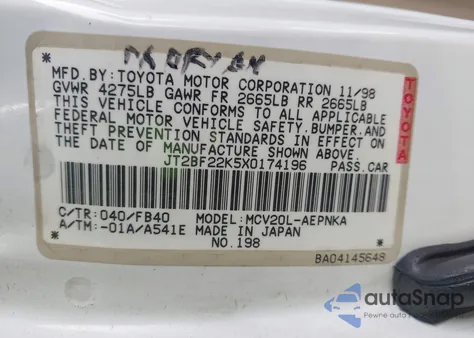 MFD. BY: TOYOTA MOTOR CORPORATION 11/98
GVWR 4275LB GAWR FR 2665LB RR 2665LB
THIS VEHICLE CONFORMS TO ALL APPLICABLE
FEDERAL MOTOR VEHICLE SAFETY, BUMPER, AND
THEFT PREVENTION STANDARDS IN EFFECT ON
THE DATE OF MANUFACTURE SHOWN ABOVE.
JT2BF22K5X0174196 PASS. CAR
C/TR: 040/FB40 MODEL: MCV20L-AEPNKA
A/TM: -01A/A541E MADE IN JAPAN
NO. 198
BA04145648
TOYOTA
autoSnap
Pewne auto prosto z